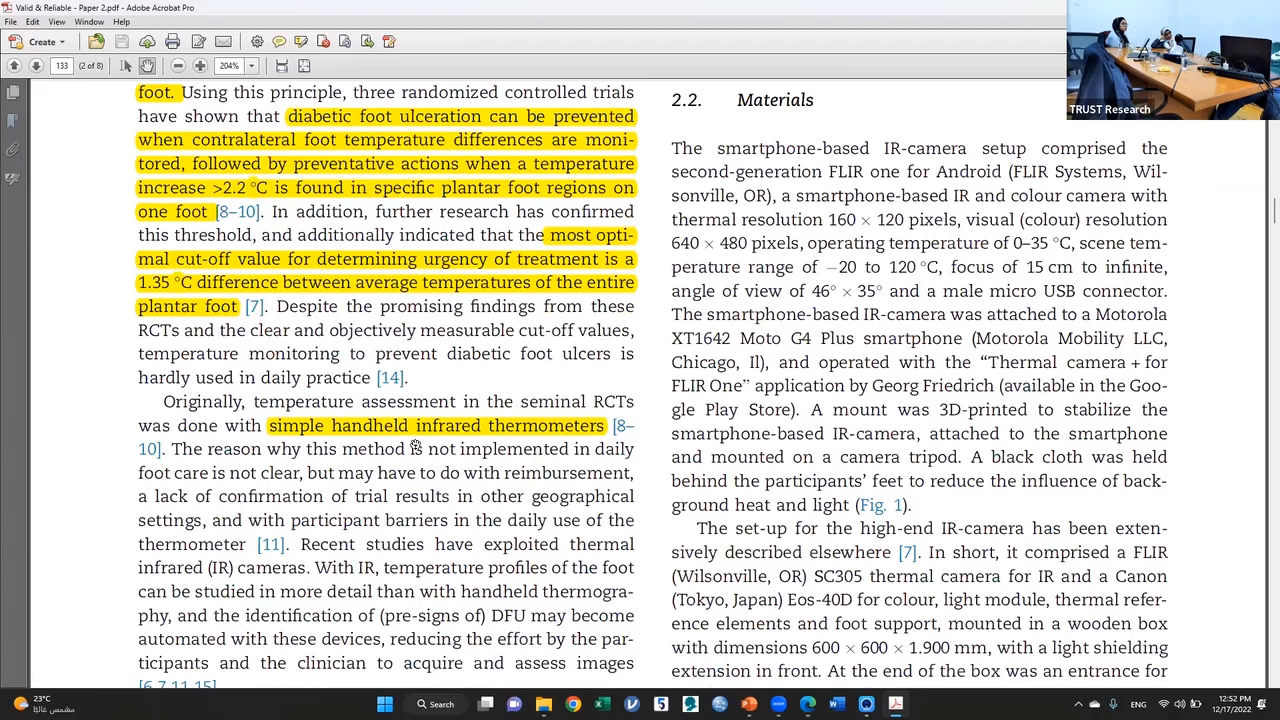 Valid & Reliable - Paper 2.pdf - Adobe Acrobat Pro
File Edit View Window Help
Create
133 (2 of 8) 204%
foot. Using this principle, three randomized controlled trials
have shown that diabetic foot ulceration can be prevented
when contralateral foot temperature differences are moni-
tored, followed by preventative actions when a temperature
increase >2.2 °C is found in specific plantar foot regions on
one foot [8–10]. In addition, further research has confirmed
this threshold, and additionally indicated that the most opti-
mal cut-off value for determining urgency of treatment is a
1.35 °C difference between average temperatures of the entire
plantar foot [7]. Despite the promising findings from these
RCTs and the clear and objectively measurable cut-off values,
temperature monitoring to prevent diabetic foot ulcers is
hardly used in daily practice [14].
Originally, temperature assessment in the seminal RCTs
was done with simple handheld infrared thermometers [8–
10]. The reason why this method is not implemented in daily
foot care is not clear, but may have to do with reimbursement,
a lack of confirmation of trial results in other geographical
settings, and with participant barriers in the daily use of the
thermometer [11]. Recent studies have exploited thermal
infrared (IR) cameras. With IR, temperature profiles of the foot
can be studied in more detail than with handheld thermogra-
phy, and the identification of (pre-signs of) DFU may become
automated with these devices, reducing the effort by the par-
ticipants and the clinician to acquire and assess images
[6,7,11,15]
2.2. Materials
The smartphone-based IR-camera setup comprised the
second-generation FLIR one for Android (FLIR Systems, Wil-
sonville, OR), a smartphone-based IR and colour camera with
thermal resolution 160 × 120 pixels, visual (colour) resolution
640 × 480 pixels, operating temperature of 0–35 °C, scene tem-
perature range of −20 to 120 °C, focus of 15 cm to infinite,
angle of view of 46° × 35° and a male micro USB connector.
The smartphone-based IR-camera was attached to a Motorola
XT1642 Moto G4 Plus smartphone (Motorola Mobility LLC,
Chicago, Il), and operated with the “Thermal camera + for
FLIR One” application by Georg Friedrich (available in the Goo-
gle Play Store). A mount was 3D-printed to stabilize the
smartphone-based IR-camera, attached to the smartphone
and mounted on a camera tripod. A black cloth was held
behind the participants’ feet to reduce the influence of back-
ground heat and light (Fig. 1).
The set-up for the high-end IR-camera has been exten-
sively described elsewhere [7]. In short, it comprised a FLIR
(Wilsonville, OR) SC305 thermal camera for IR and a Canon
(Tokyo, Japan) Eos-40D for colour, light module, thermal refer-
ence elements and foot support, mounted in a wooden box
with dimensions 600 × 600 × 1.900 mm, with a light shielding
extension in front. At the end of the box was an entrance for
TRUST Research
23°C
مشمس غالبًا
Search
ENG
12:52 PM
12/17/2022